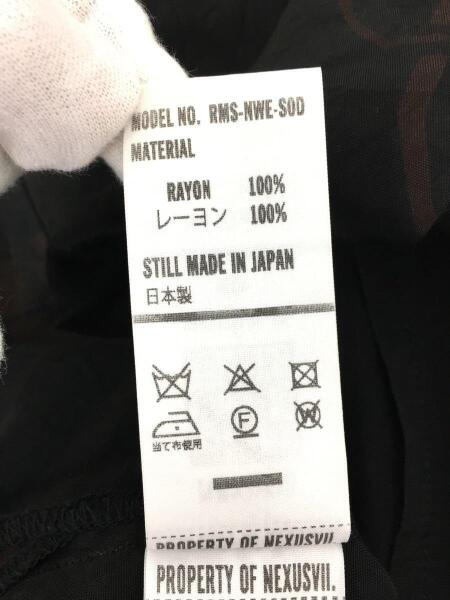 MODEL NO. RMS-NWE-SOD
MATERIAL
RAYON 100%
レーヨン 100%
STILL MADE IN JAPAN
日本製
F
W
当て布使用
PROPERTY OF NEXUSVII.
PROPERTY OF NEXUSVII.